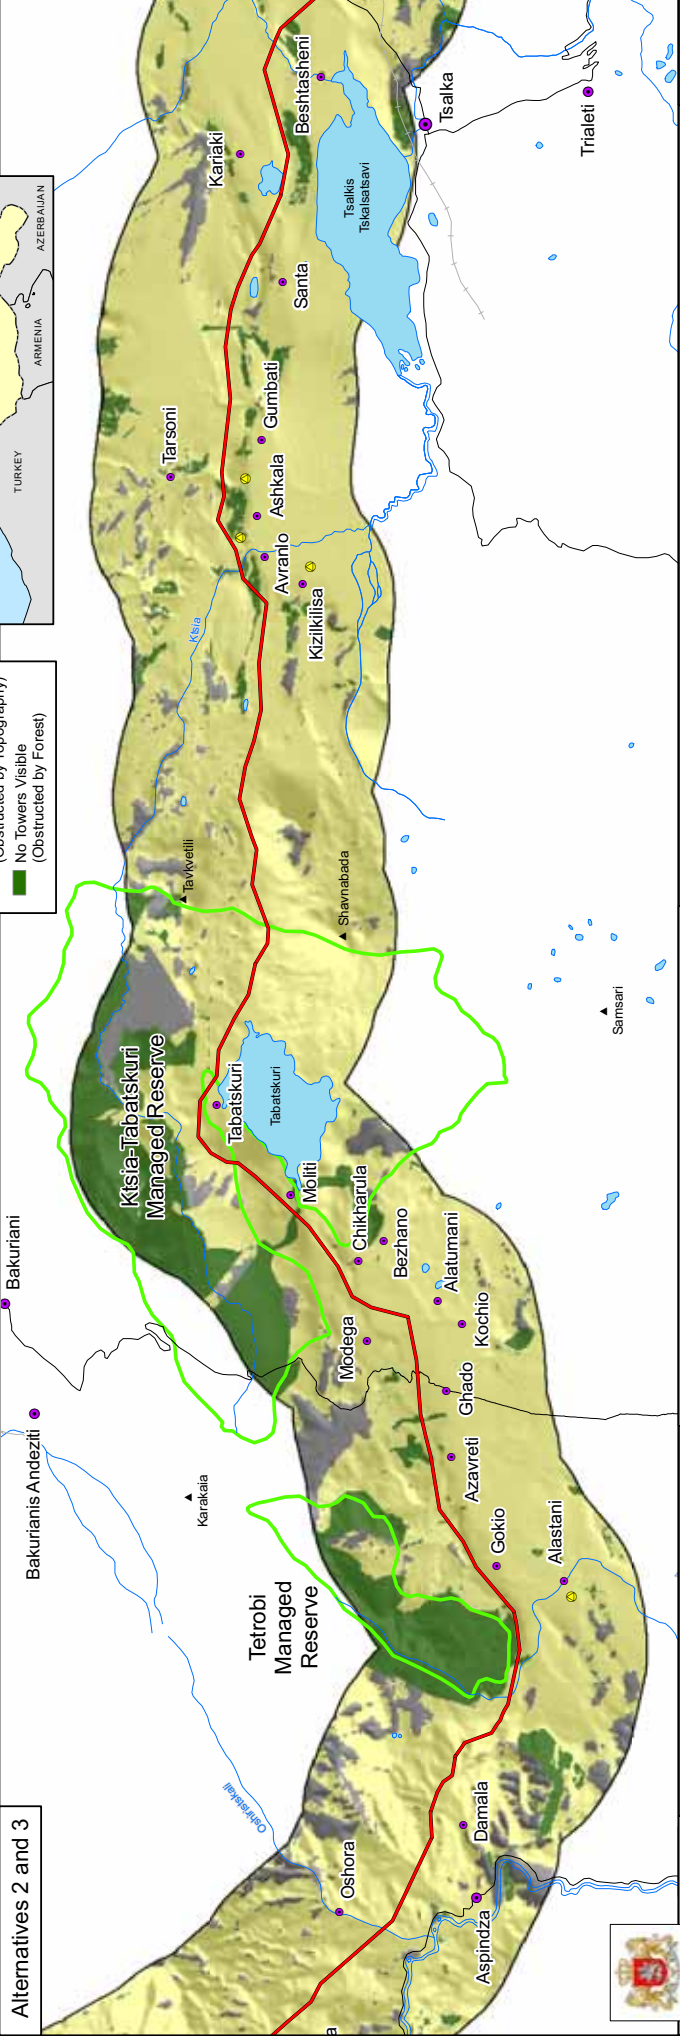 Alternatives 2 and 3
(Obstructed by Topography)
No Towers Visible
(Obstructed by Forest)
TURKEY
ARMENIA
AZERBAIJAN
Bakurianis Andeziti
Bakuriani
Karakaia
Oshiristskali
Oshora
Aspindza
Damala
Tetrobi
Managed
Reserve
Gokio
Alastani
Azavreti
Ghado
Modega
Kochio
Alatumani
Bezhano
Chikharula
Moliti
Ktsia-Tabatskuri
Managed Reserve
Tabatskuri
Tabatskuri
Samsari
Shavnabada
Tavkvetili
Ktsia
Kizilkilisa
Avranlo
Ashkala
Gumbati
Tarsoni
Santa
Kariaki
Beshtasheni
Tsalkis
Tskalsatsavi
Tsalka
Trialeti